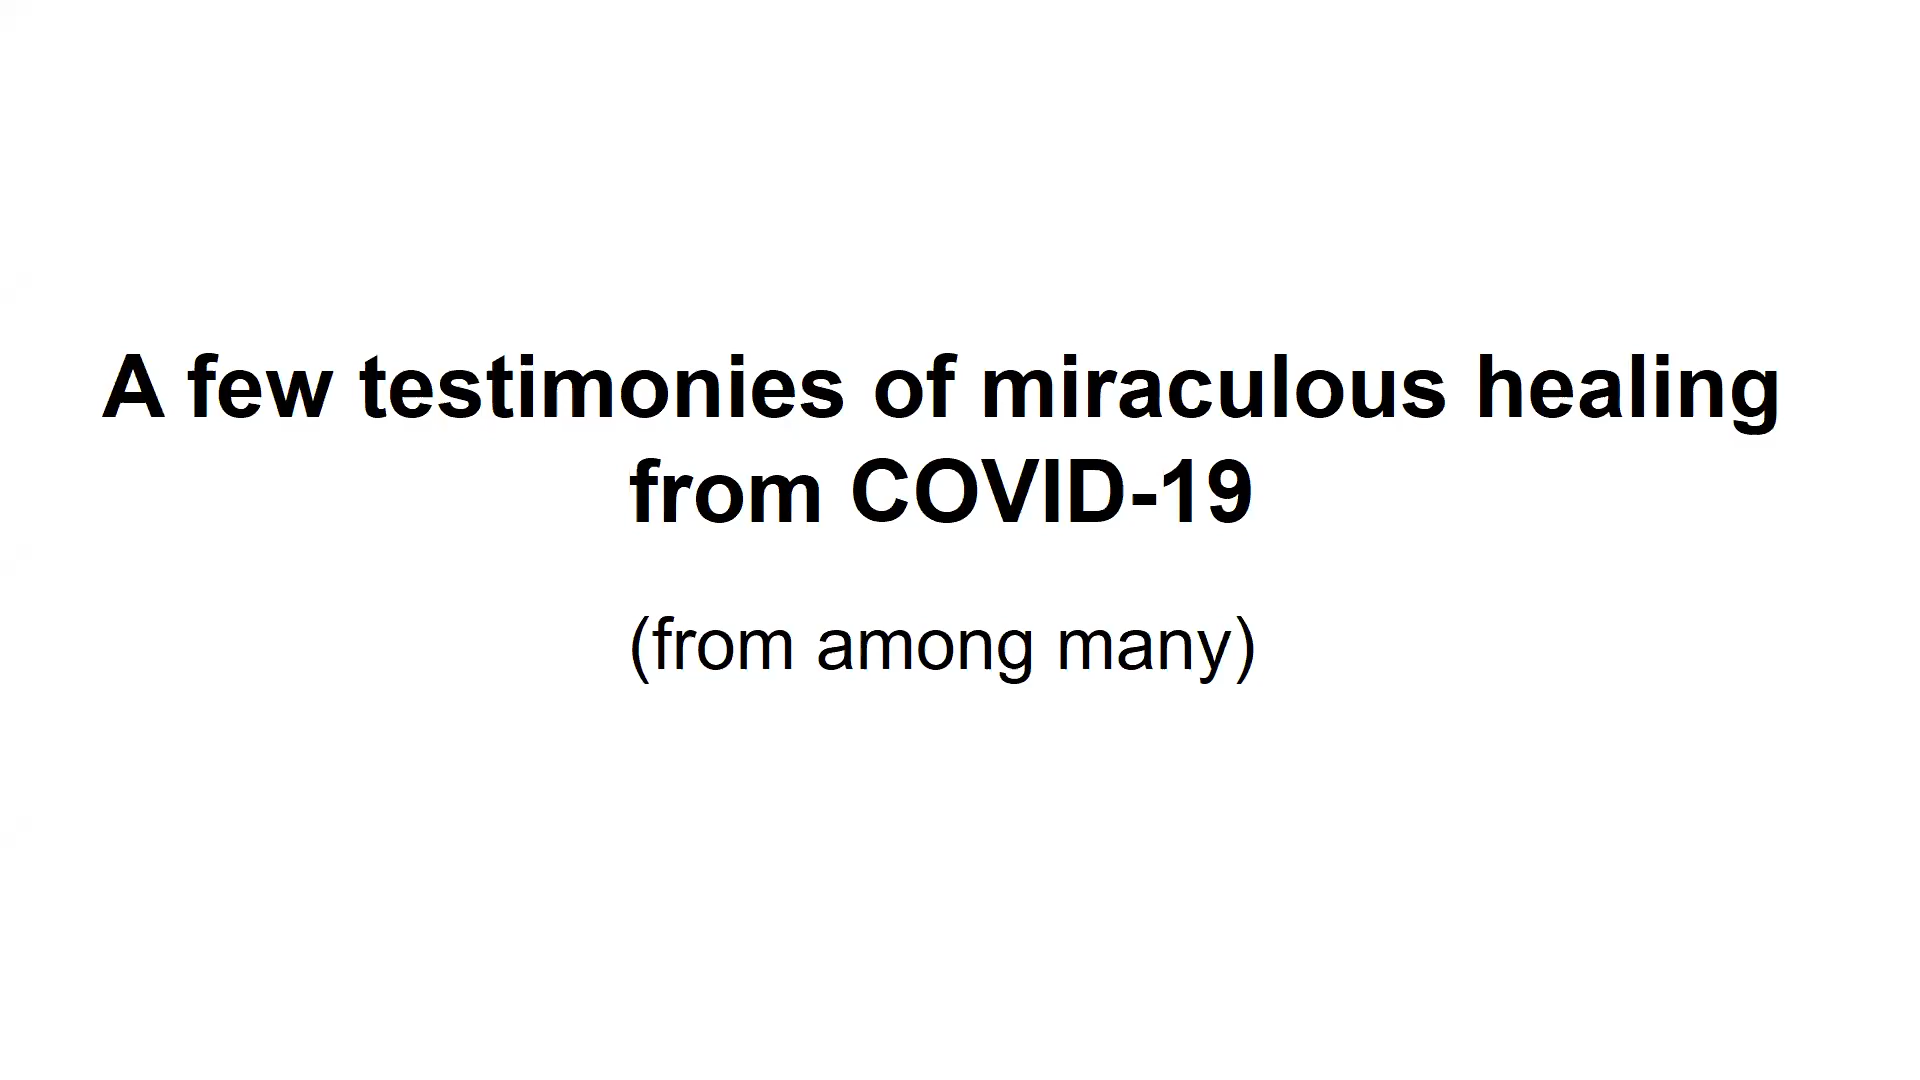 A few testimonies of miraculous healing
from COVID-19
(from among many)